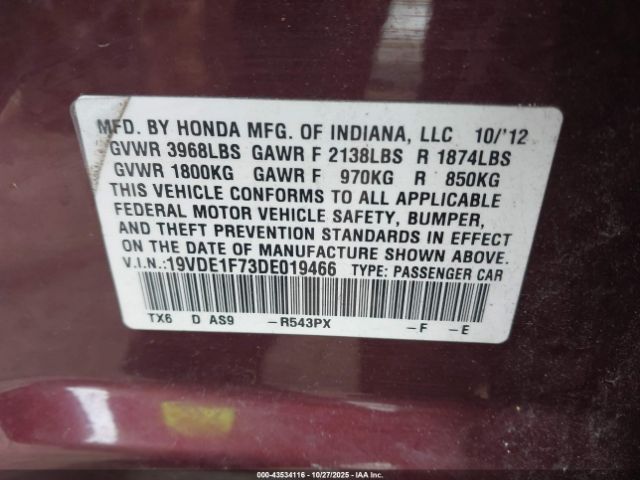 MFD. BY HONDA MFG. OF INDIANA, LLC 10/'12
GVWR 3968LBS GAWR F 2138LBS R 1874LBS
GVWR 1800KG GAWR F 970KG R 850KG
THIS VEHICLE CONFORMS TO ALL APPLICABLE
FEDERAL MOTOR VEHICLE SAFETY, BUMPER,
AND THEFT PREVENTION STANDARDS IN EFFECT
ON THE DATE OF MANUFACTURE SHOWN ABOVE.
V.I.N.:19VDE1F73DE019466 TYPE: PASSENGER CAR
TX6 D AS9 -R543PX -F -E
000-43534116 - 10/27/2025 - IAAI.COM